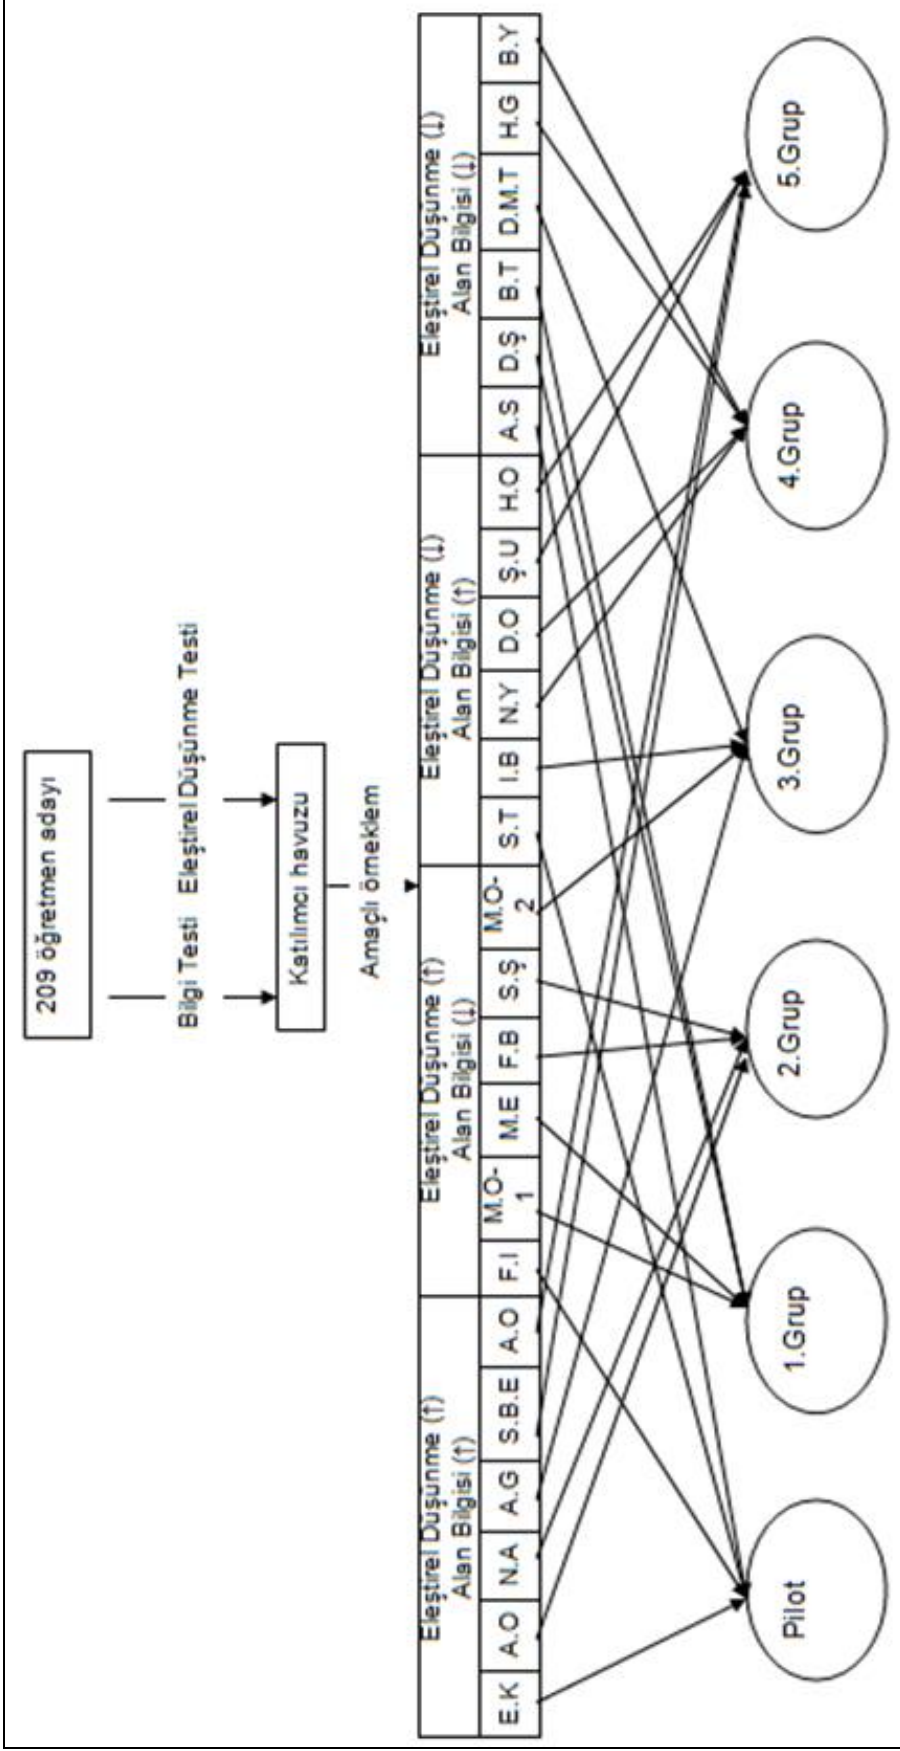 209 öğretmen adayı
Bilgi Testi Eleştirel Düşünme Testi
Katılımcı havuzu
Amaçlı örneklem
Eleştirel Düşünme (↑)
Alan Bilgisi (↑)
Eleştirel Düşünme (↑)
Alan Bilgisi (↓)
Eleştirel Düşünme (↓)
Alan Bilgisi (↑)
Eleştirel Düşünme (↓)
Alan Bilgisi (↓)
E.K A.O N.A A.G S.B.E A.O F.I M.O-1 M.E F.B S.Ş M.O-2 S.T I.B N.Y D.O Ş.U H.O A.S D.Ş B.T D.M.T H.G B.Y
Pilot 1.Grup 2.Grup 3.Grup 4.Grup 5.Grup